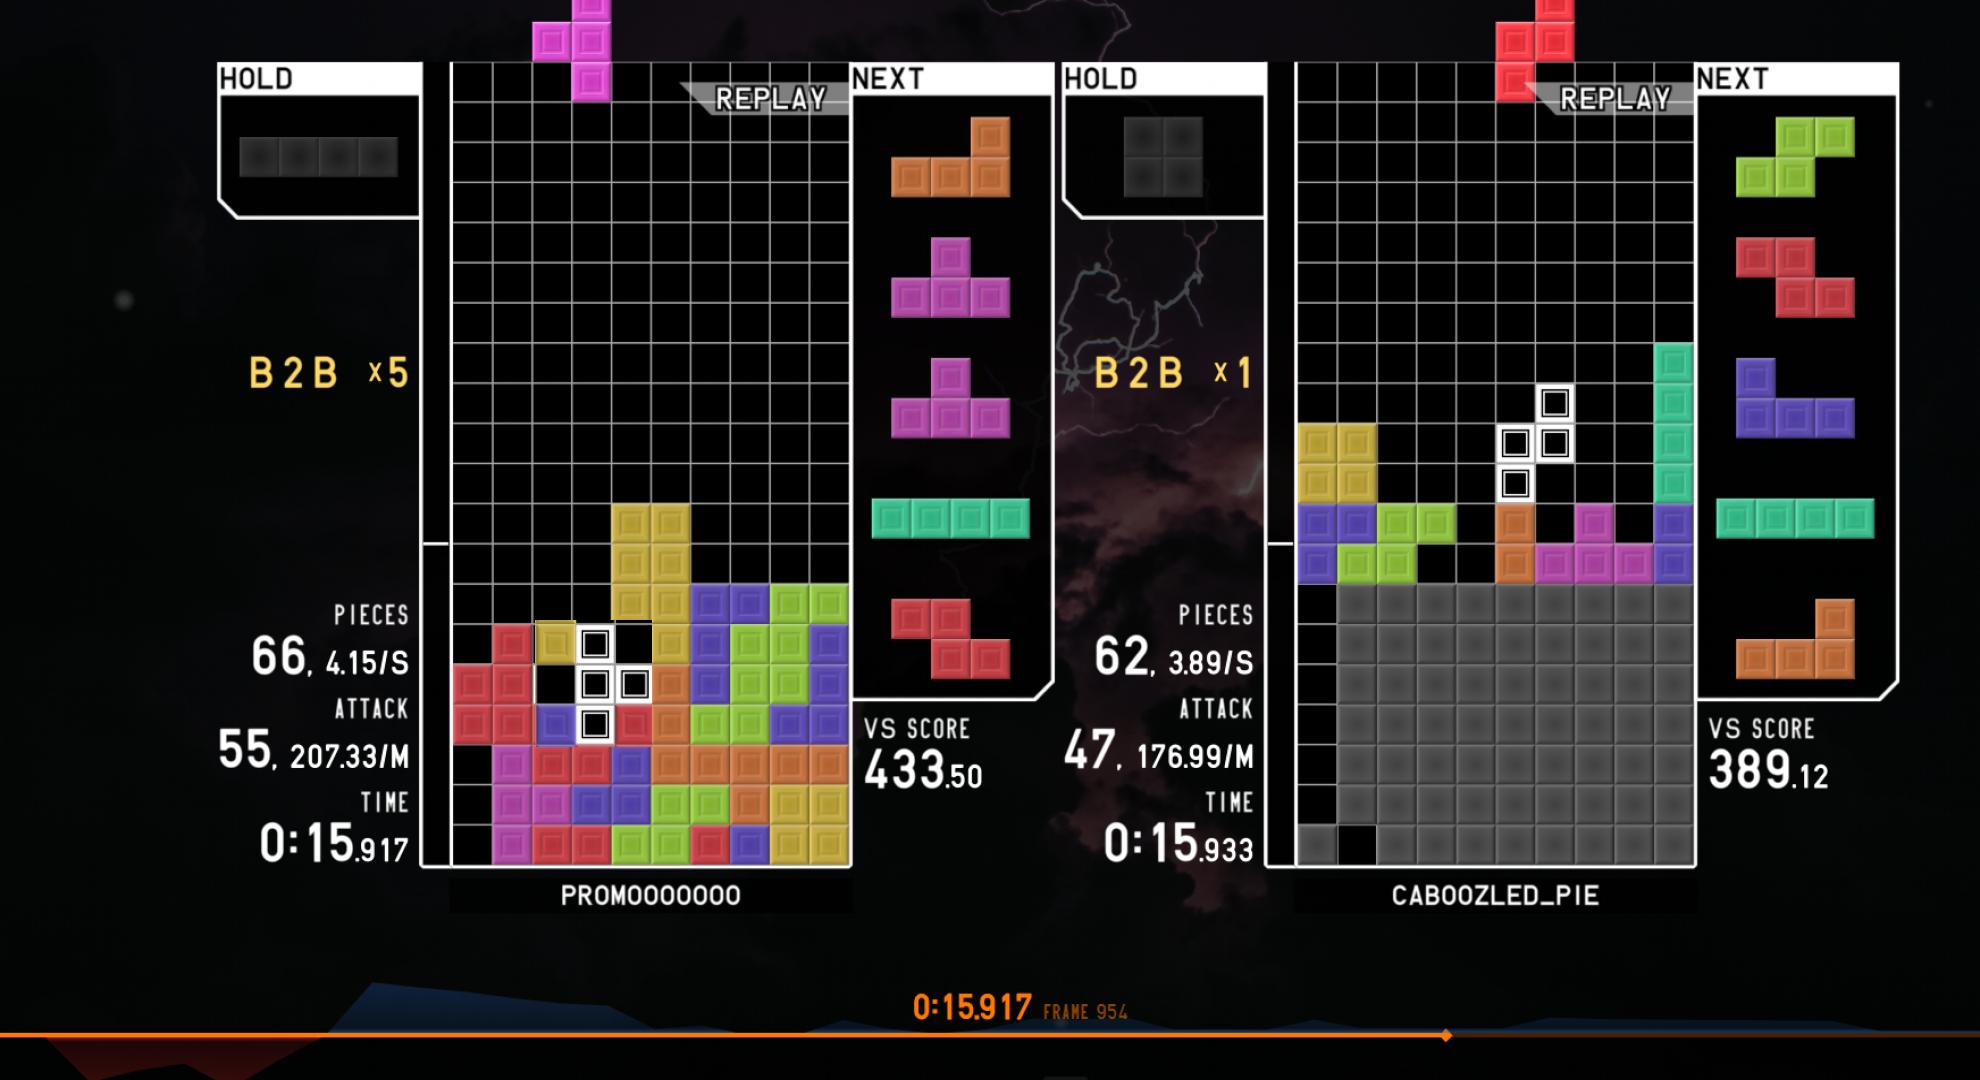 HOLD
REPLAY
NEXT
B2B x5
PIECES
66, 4.15/S
ATTACK
55, 207.33/M
TIME
0:15.917
VS SCORE
433.50
PROMOOOOOOO
HOLD
REPLAY
NEXT
B2B x1
PIECES
62, 3.89/S
ATTACK
47, 176.99/M
TIME
0:15.933
VS SCORE
389.12
CABOOZLED_PIE
0:15.917 FRAME 954